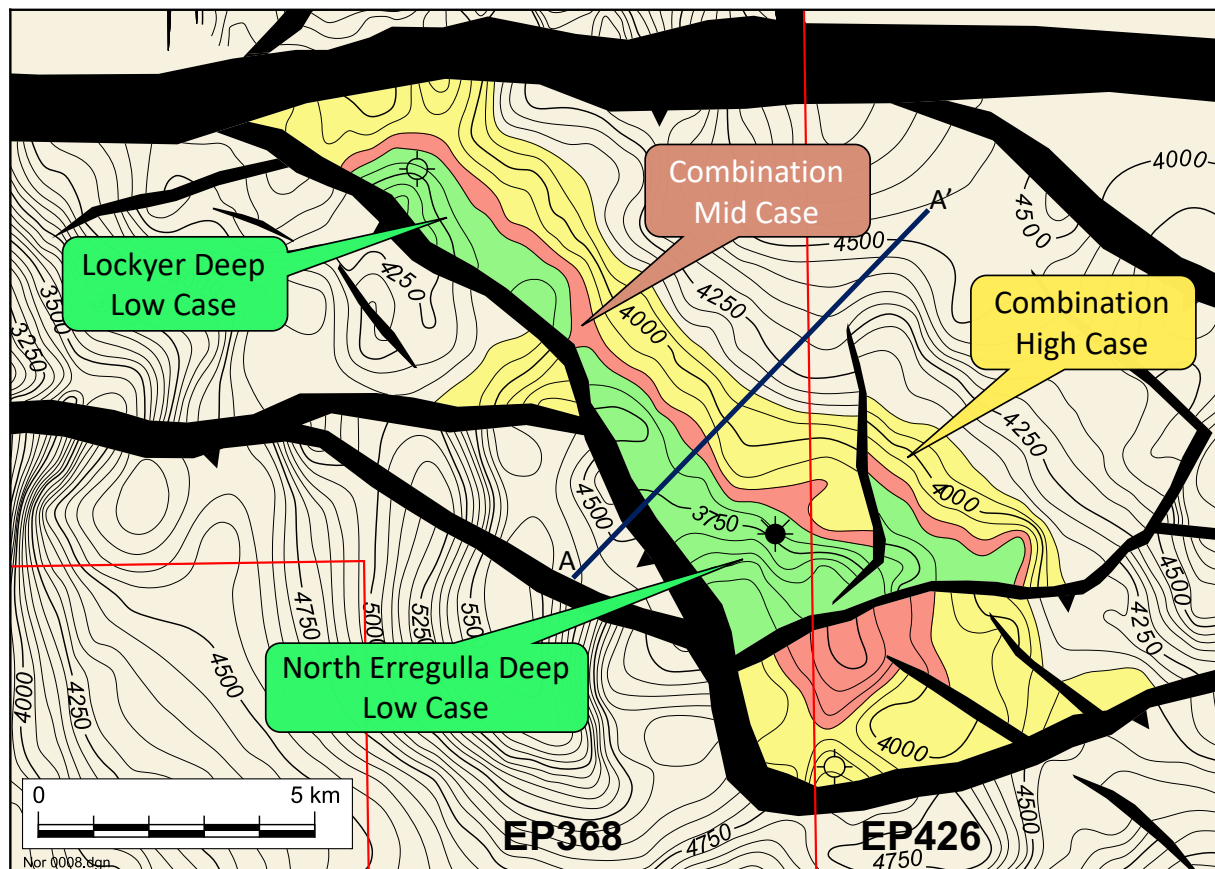 Combination
Mid Case
4000
A'
4500
4500
Lockyer Deep
Low Case
4250
3500
3250
4250
4000
Combination
High Case
4250
4500
3750
4000
A
4500
4750
5000
5250
550
4250
North Erregulla Deep
Low Case
4500
4250
4000
4000
4500
0
5 km
EP368
EP426
4750
4750
Nor 0008.dgn